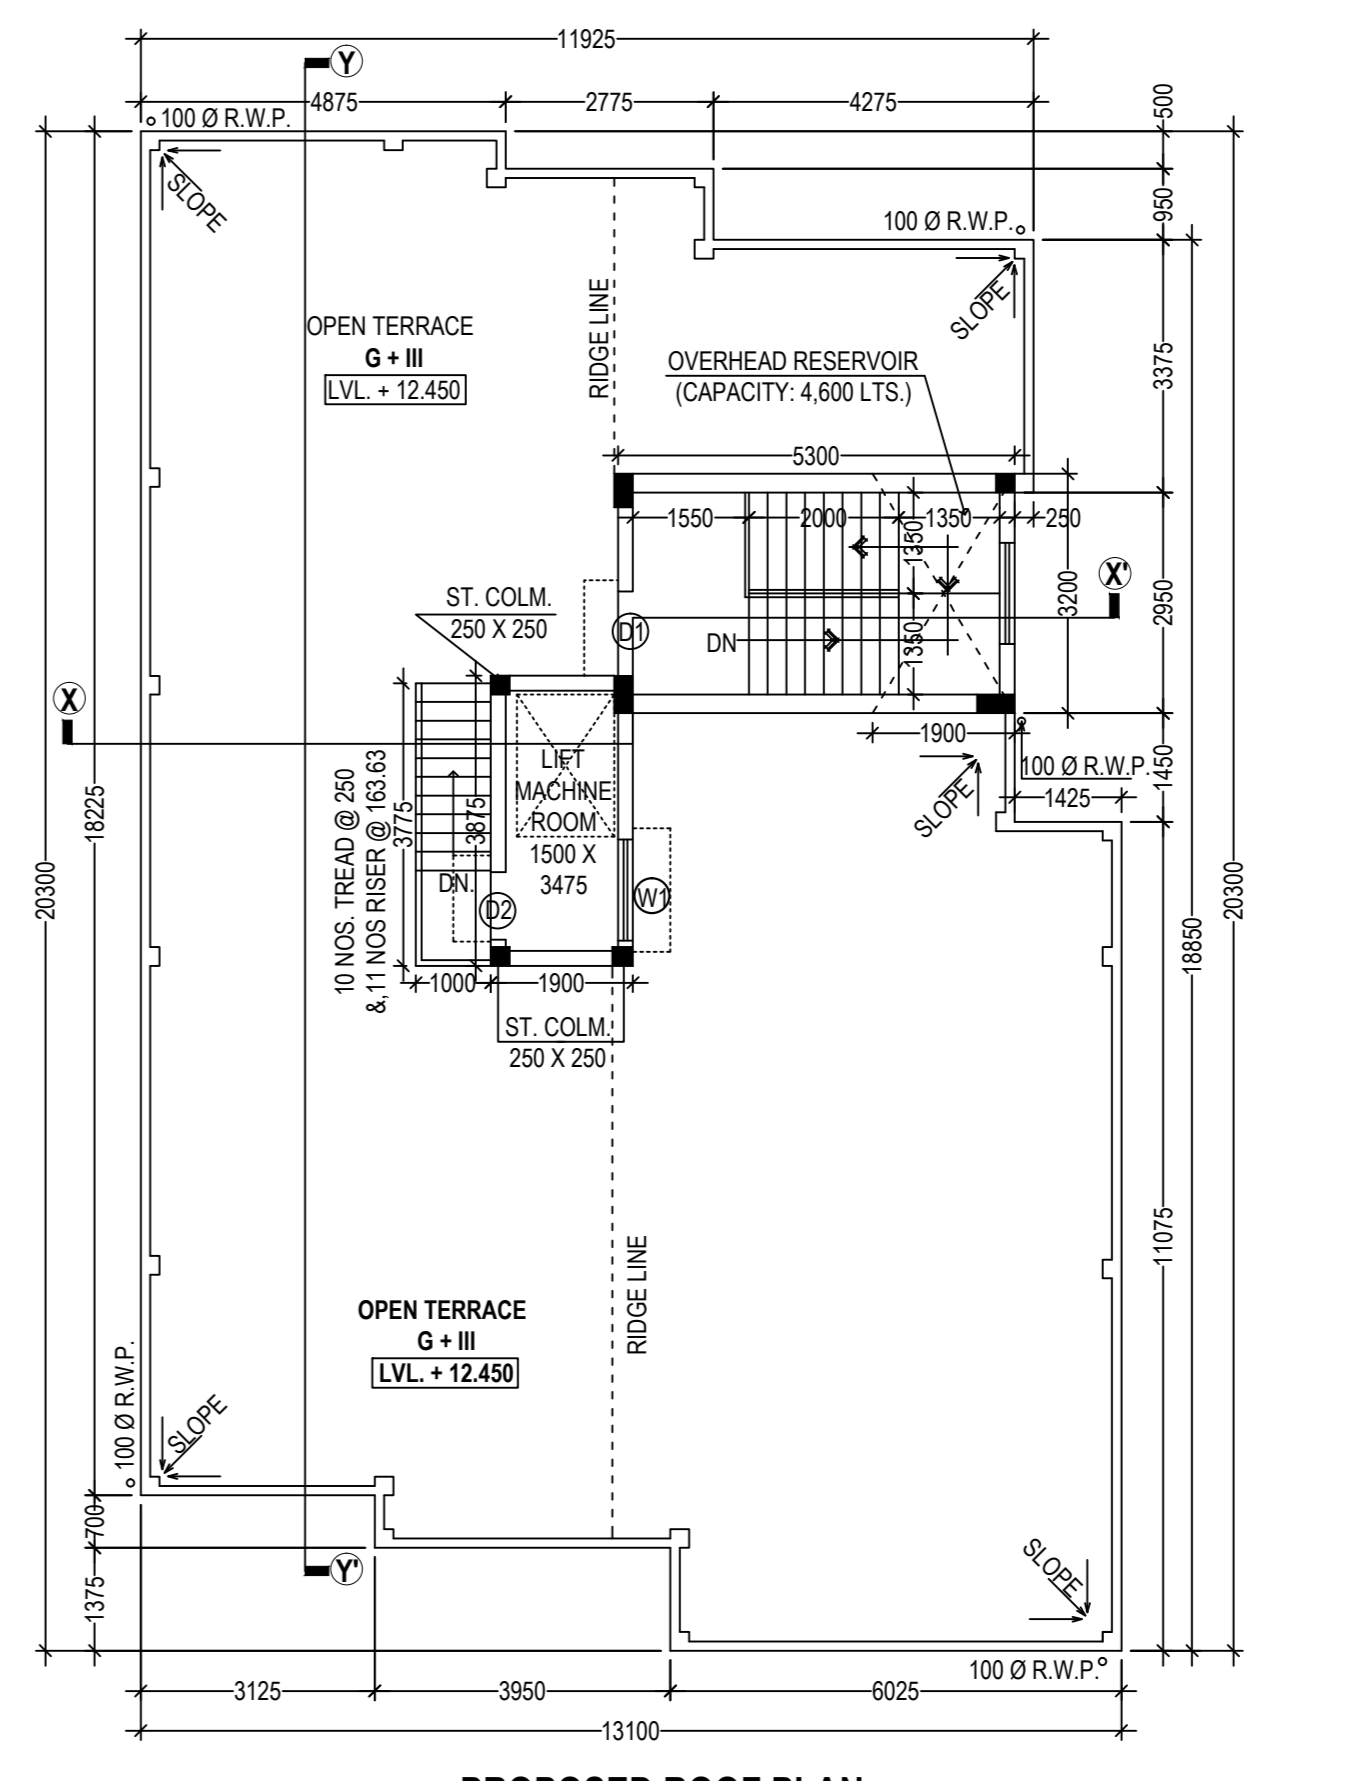 11925
Y
4875
2775
4275
500
100 Ø R.W.P.
SLOPE
950
100 Ø R.W.P.
SLOPE
OPEN TERRACE
G + III
LVL. + 12.450
RIDGE LINE
OVERHEAD RESERVOIR
(CAPACITY: 4,600 LTS.)
3375
5300
1550
2000
1350
250
1350
X'
3200
2950
ST. COLM.
250 X 250
D1
DN
1350
X
1900
100 Ø R.W.P.
1450
SLOPE
1425
LIFT
MACHINE
ROOM
1500 X
3475
10 NOS. TREAD @ 250
&,11 NOS RISER @ 163.63
3775
3875
DN.
D2
W1
18225
20300
20300
18850
1000
1900
ST. COLM.
250 X 250
11075
RIDGE LINE
OPEN TERRACE
G + III
LVL. + 12.450
100 Ø R.W.P.
SLOPE
700
1375
Y'
SLOPE
100 Ø R.W.P.
3125
3950
6025
13100
PROPOSED ROOF PLAN